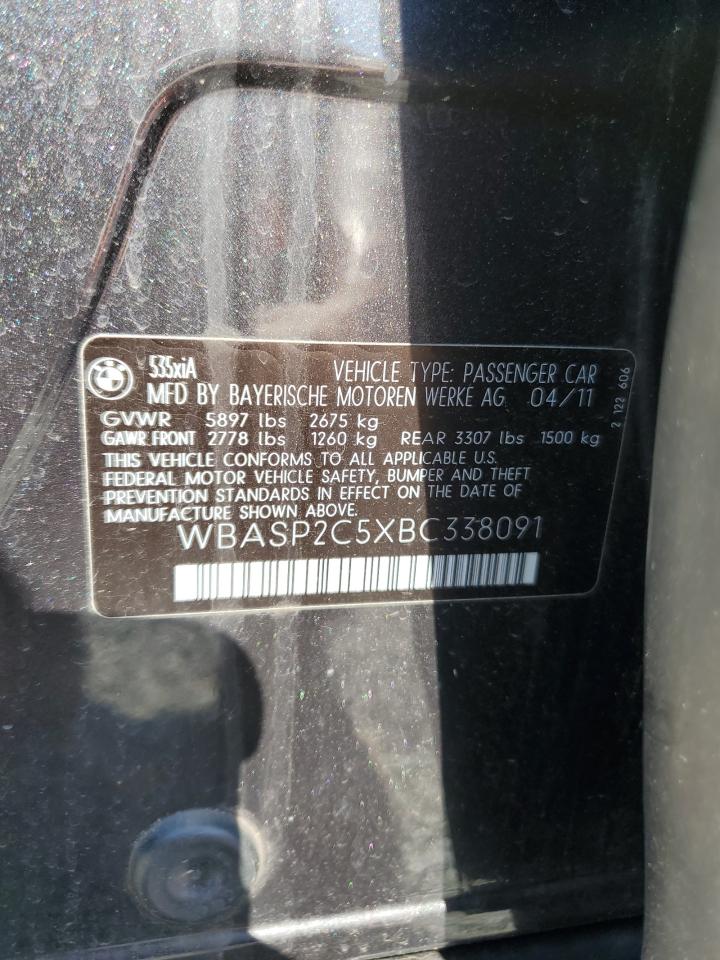 535xiA VEHICLE TYPE: PASSENGER CAR
MFD BY BAYERISCHE MOTOREN WERKE AG 04/11
GVWR 5897 lbs 2675 kg
GAWR FRONT 2778 lbs 1260 kg REAR 3307 lbs 1500 kg
THIS VEHICLE CONFORMS TO ALL APPLICABLE U.S.
FEDERAL MOTOR VEHICLE SAFETY, BUMPER AND THEFT
PREVENTION STANDARDS IN EFFECT ON THE DATE OF
MANUFACTURE SHOWN ABOVE.
WBASP2C5XBC338091
2 122 606
BMW